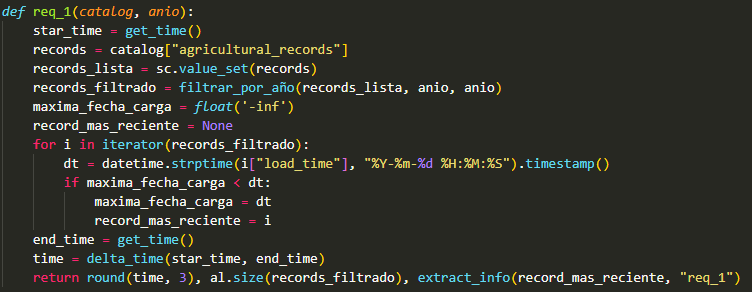 def req_1(catalog, anio):
    star_time = get_time()
    records = catalog["agricultural_records"]
    records_lista = sc.value_set(records)
    records_filtrado = filtrar_por_año(records_lista, anio, anio)
    maxima_fecha_carga = float('-inf')
    record_mas_reciente = None
    for i in iterator(records_filtrado):
        dt = datetime.strptime(i["load_time"], "%Y-%m-%d %H:%M:%S").timestamp()
        if maxima_fecha_carga < dt:
            maxima_fecha_carga = dt
            record_mas_reciente = i
    end_time = get_time()
    time = delta_time(star_time, end_time)
    return round(time, 3), al.size(records_filtrado), extract_info(record_mas_reciente, "req_1")